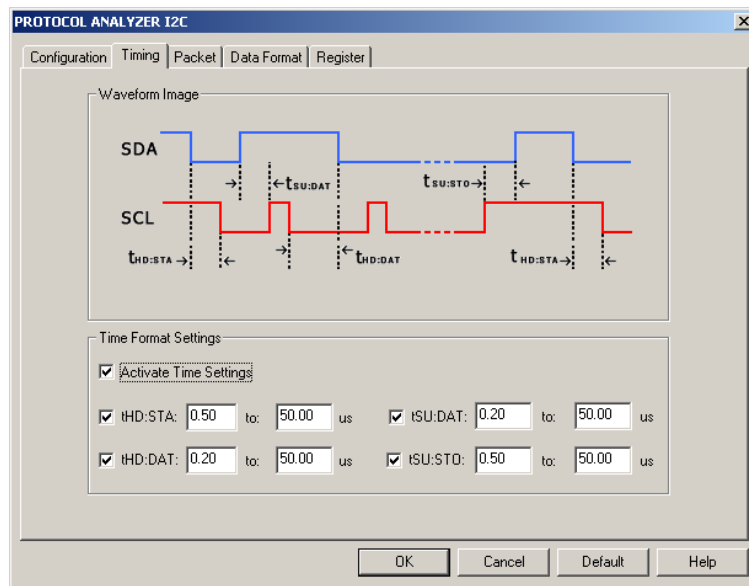 PROTOCOL ANALYZER I2C
Configuration Timing Packet Data Format Register
Waveform Image
SDA
tSU:DAT tSU:STO
SCL
tHD:STA tHD:DAT tHD:STA
Time Format Settings
Activate Time Settings
tHD:STA: 0.50 to: 50.00 us tSU:DAT: 0.20 to: 50.00 us
tHD:DAT: 0.20 to: 50.00 us tSU:STO: 0.50 to: 50.00 us
OK Cancel Default Help